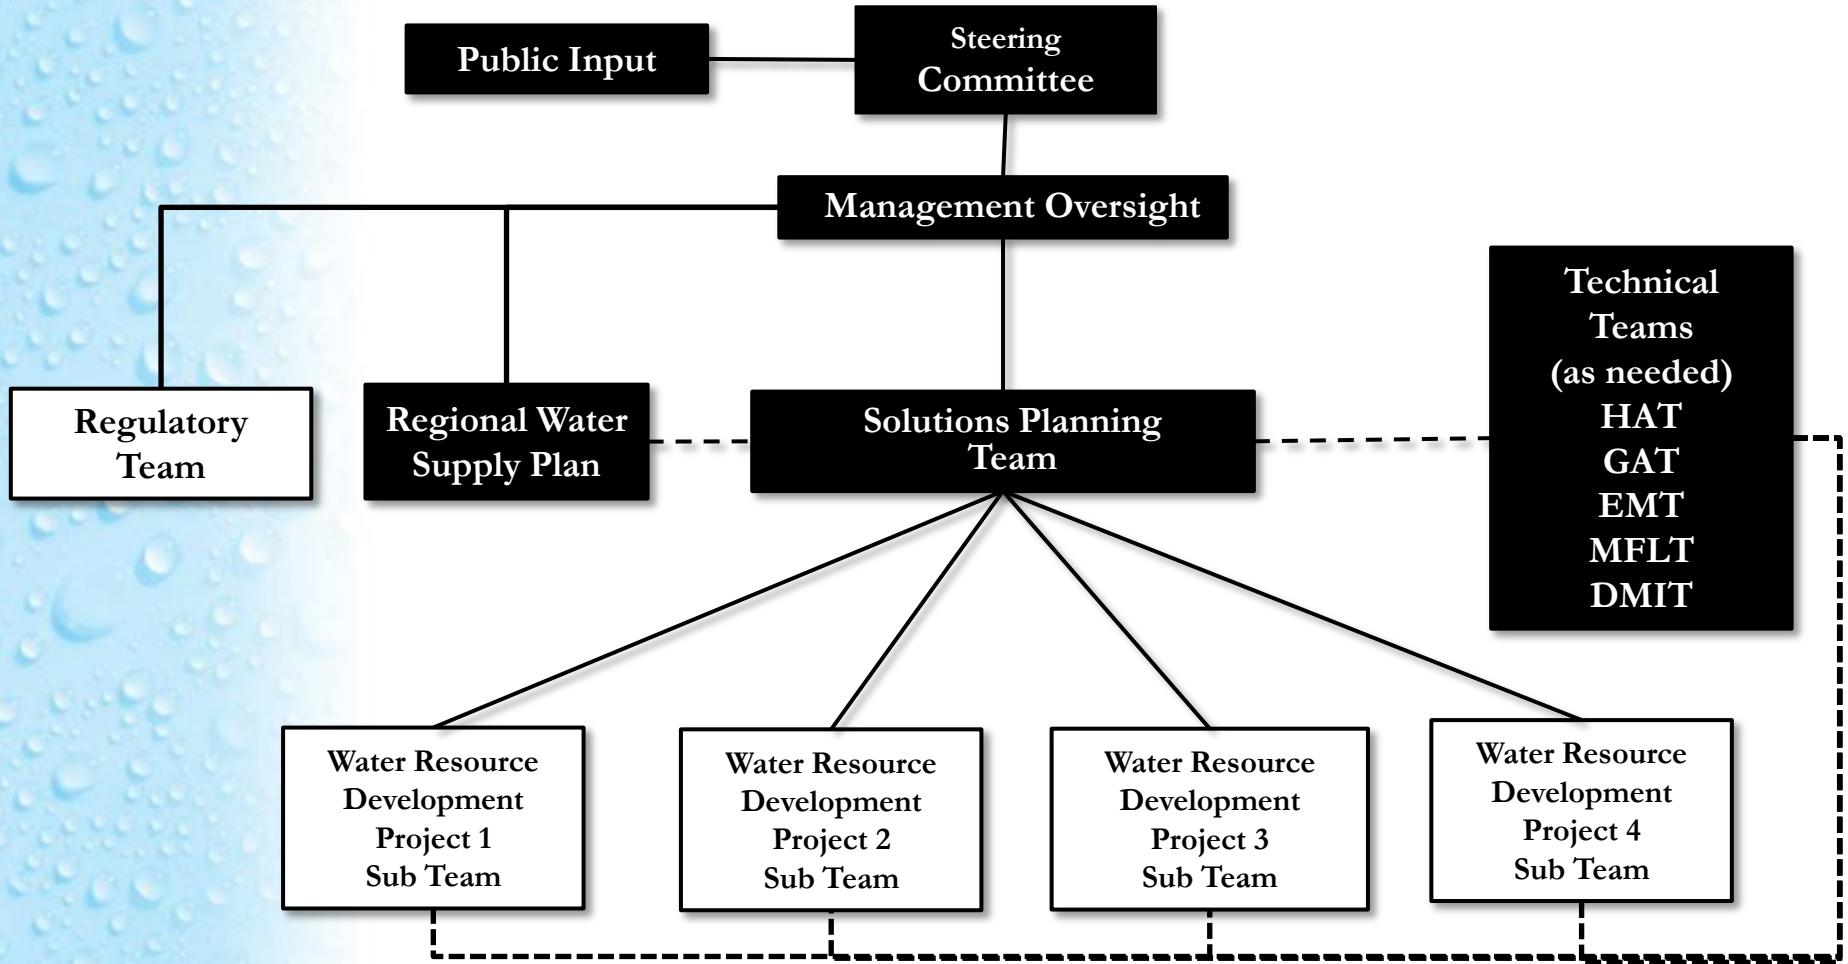 Public Input
Steering
Committee
Management Oversight
Technical
Teams
(as needed)
HAT
GAT
EMT
MFLT
DMIT
Regulatory
Team
Regional Water
Supply Plan
Solutions Planning
Team
Water Resource
Development
Project 1
Sub Team
Water Resource
Development
Project 2
Sub Team
Water Resource
Development
Project 3
Sub Team
Water Resource
Development
Project 4
Sub Team